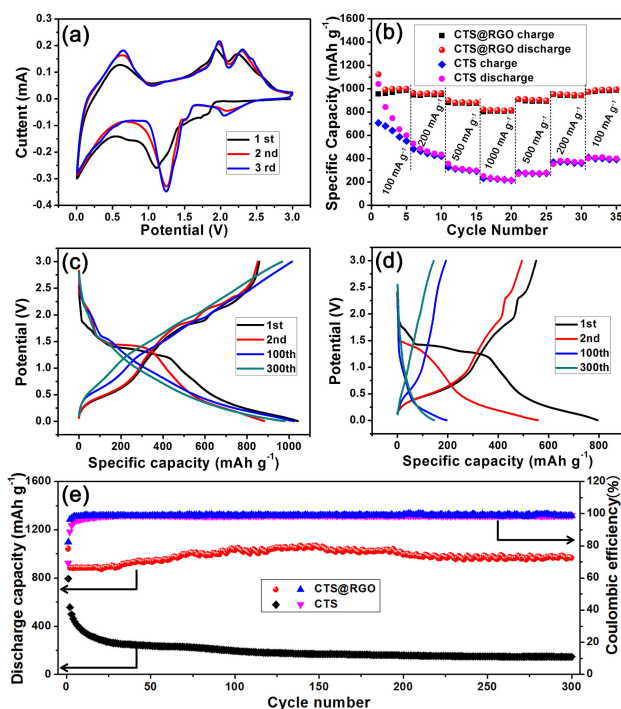 (a)
Cuttent (mA)
0.4
0.2
0.0
-0.2
-0.3
-0.4
0.0 0.5 1.0 1.5 2.0 2.5 3.0
Potential (V)
1 st
2 nd
3 rd
(b)
Specific Capacity (mAh g-1)
1600
1400
1200
1000
800
600
400
200
0
0 5 10 15 20 25 30 35
Cycle Number
CTS@RGO charge
CTS@RGO discharge
CTS charge
CTS discharge
100 mA g-1
200 mA g-1
500 mA g-1
1000 mA g-1
500 mA g-1
200 mA g-1
100 mA g-1
(c)
Potential (V)
3.0
2.5
2.0
1.5
1.0
0.5
0.0
0 200 400 600 800 1000
Specific capacity (mAh g-1)
1st
2nd
100th
300th
(d)
Potential (V)
3.0
2.5
2.0
1.5
1.0
0.5
0.0
0 200 400 600 800
Specific capacity (mAh g-1)
1st
2nd
100th
300th
(e)
Discharge capacity (mAh g-1)
1600
1300
1000
800
400
0
0 50 100 150 200 250 300
Cycle number
Coulombic efficiency(%)
120
100
80
60
40
20
0
CTS@RGO
CTS